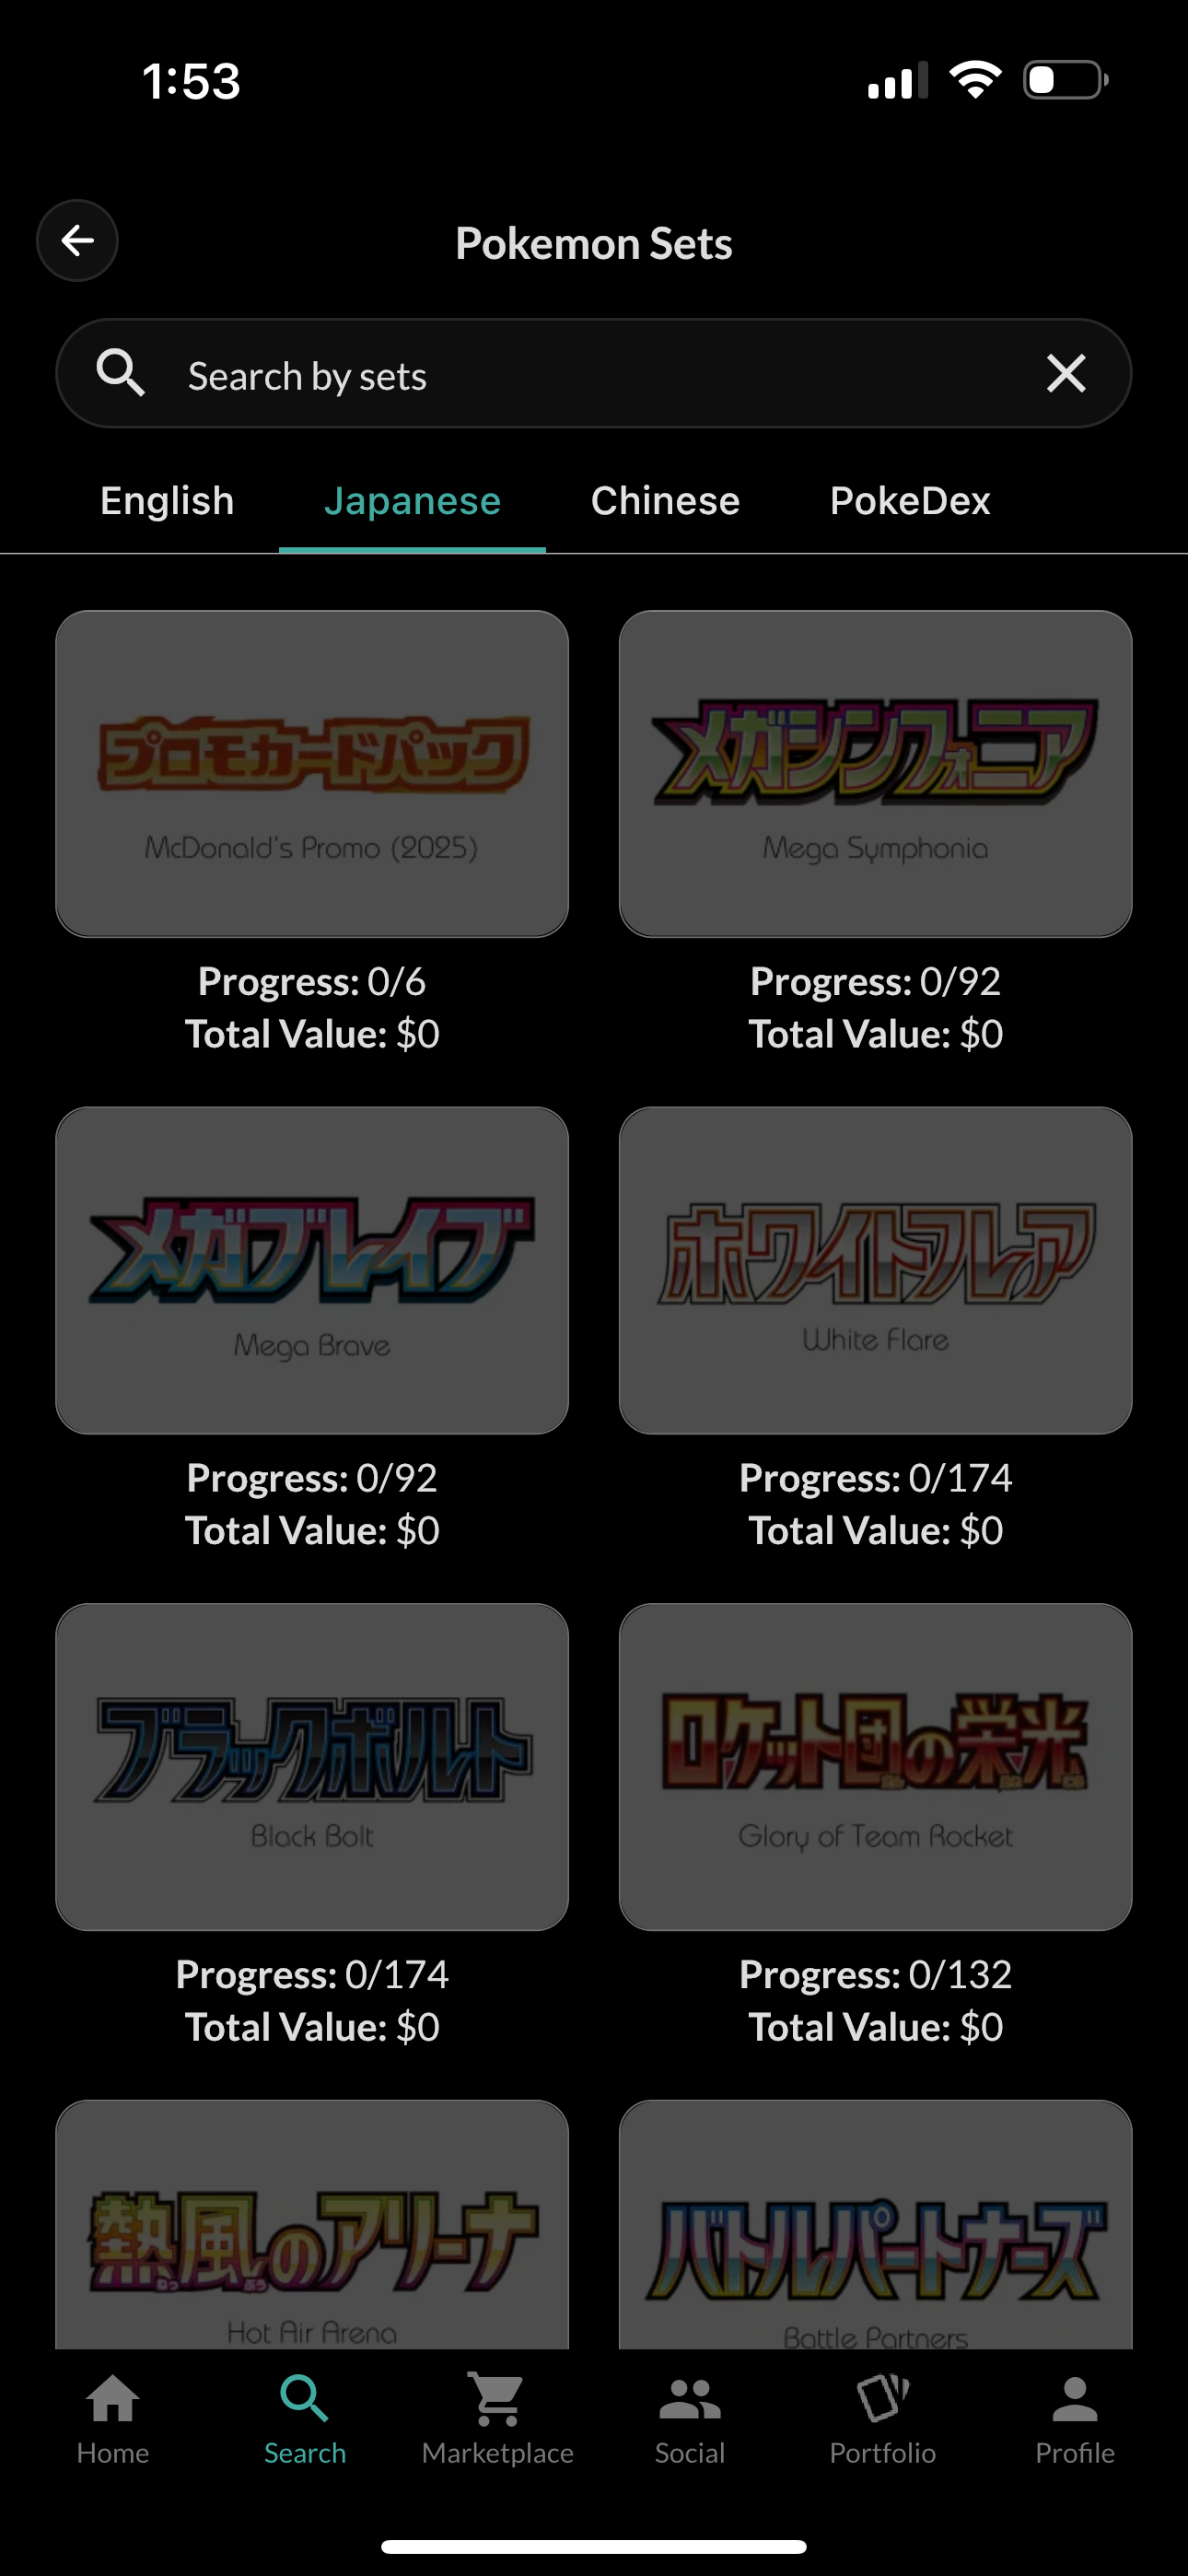 1:53
Pokemon Sets
Search by sets
English Japanese Chinese PokeDex
プロモカードパック
McDonald's Promo (2025)
Progress: 0/6
Total Value: $0
メガシンフォニア
Mega Symphonia
Progress: 0/92
Total Value: $0
メガブレイブ
Mega Brave
Progress: 0/92
Total Value: $0
ホワイトフレア
White Flare
Progress: 0/174
Total Value: $0
ブラックボルト
Black Bolt
Progress: 0/174
Total Value: $0
ロケット団の栄光
Glory of Team Rocket
Progress: 0/132
Total Value: $0
熱風のアリーナ
ねっ ぷう
Hot Air Arena
バトルパートナーズ
Battle Partners
Home Search Marketplace Social Portfolio Profile